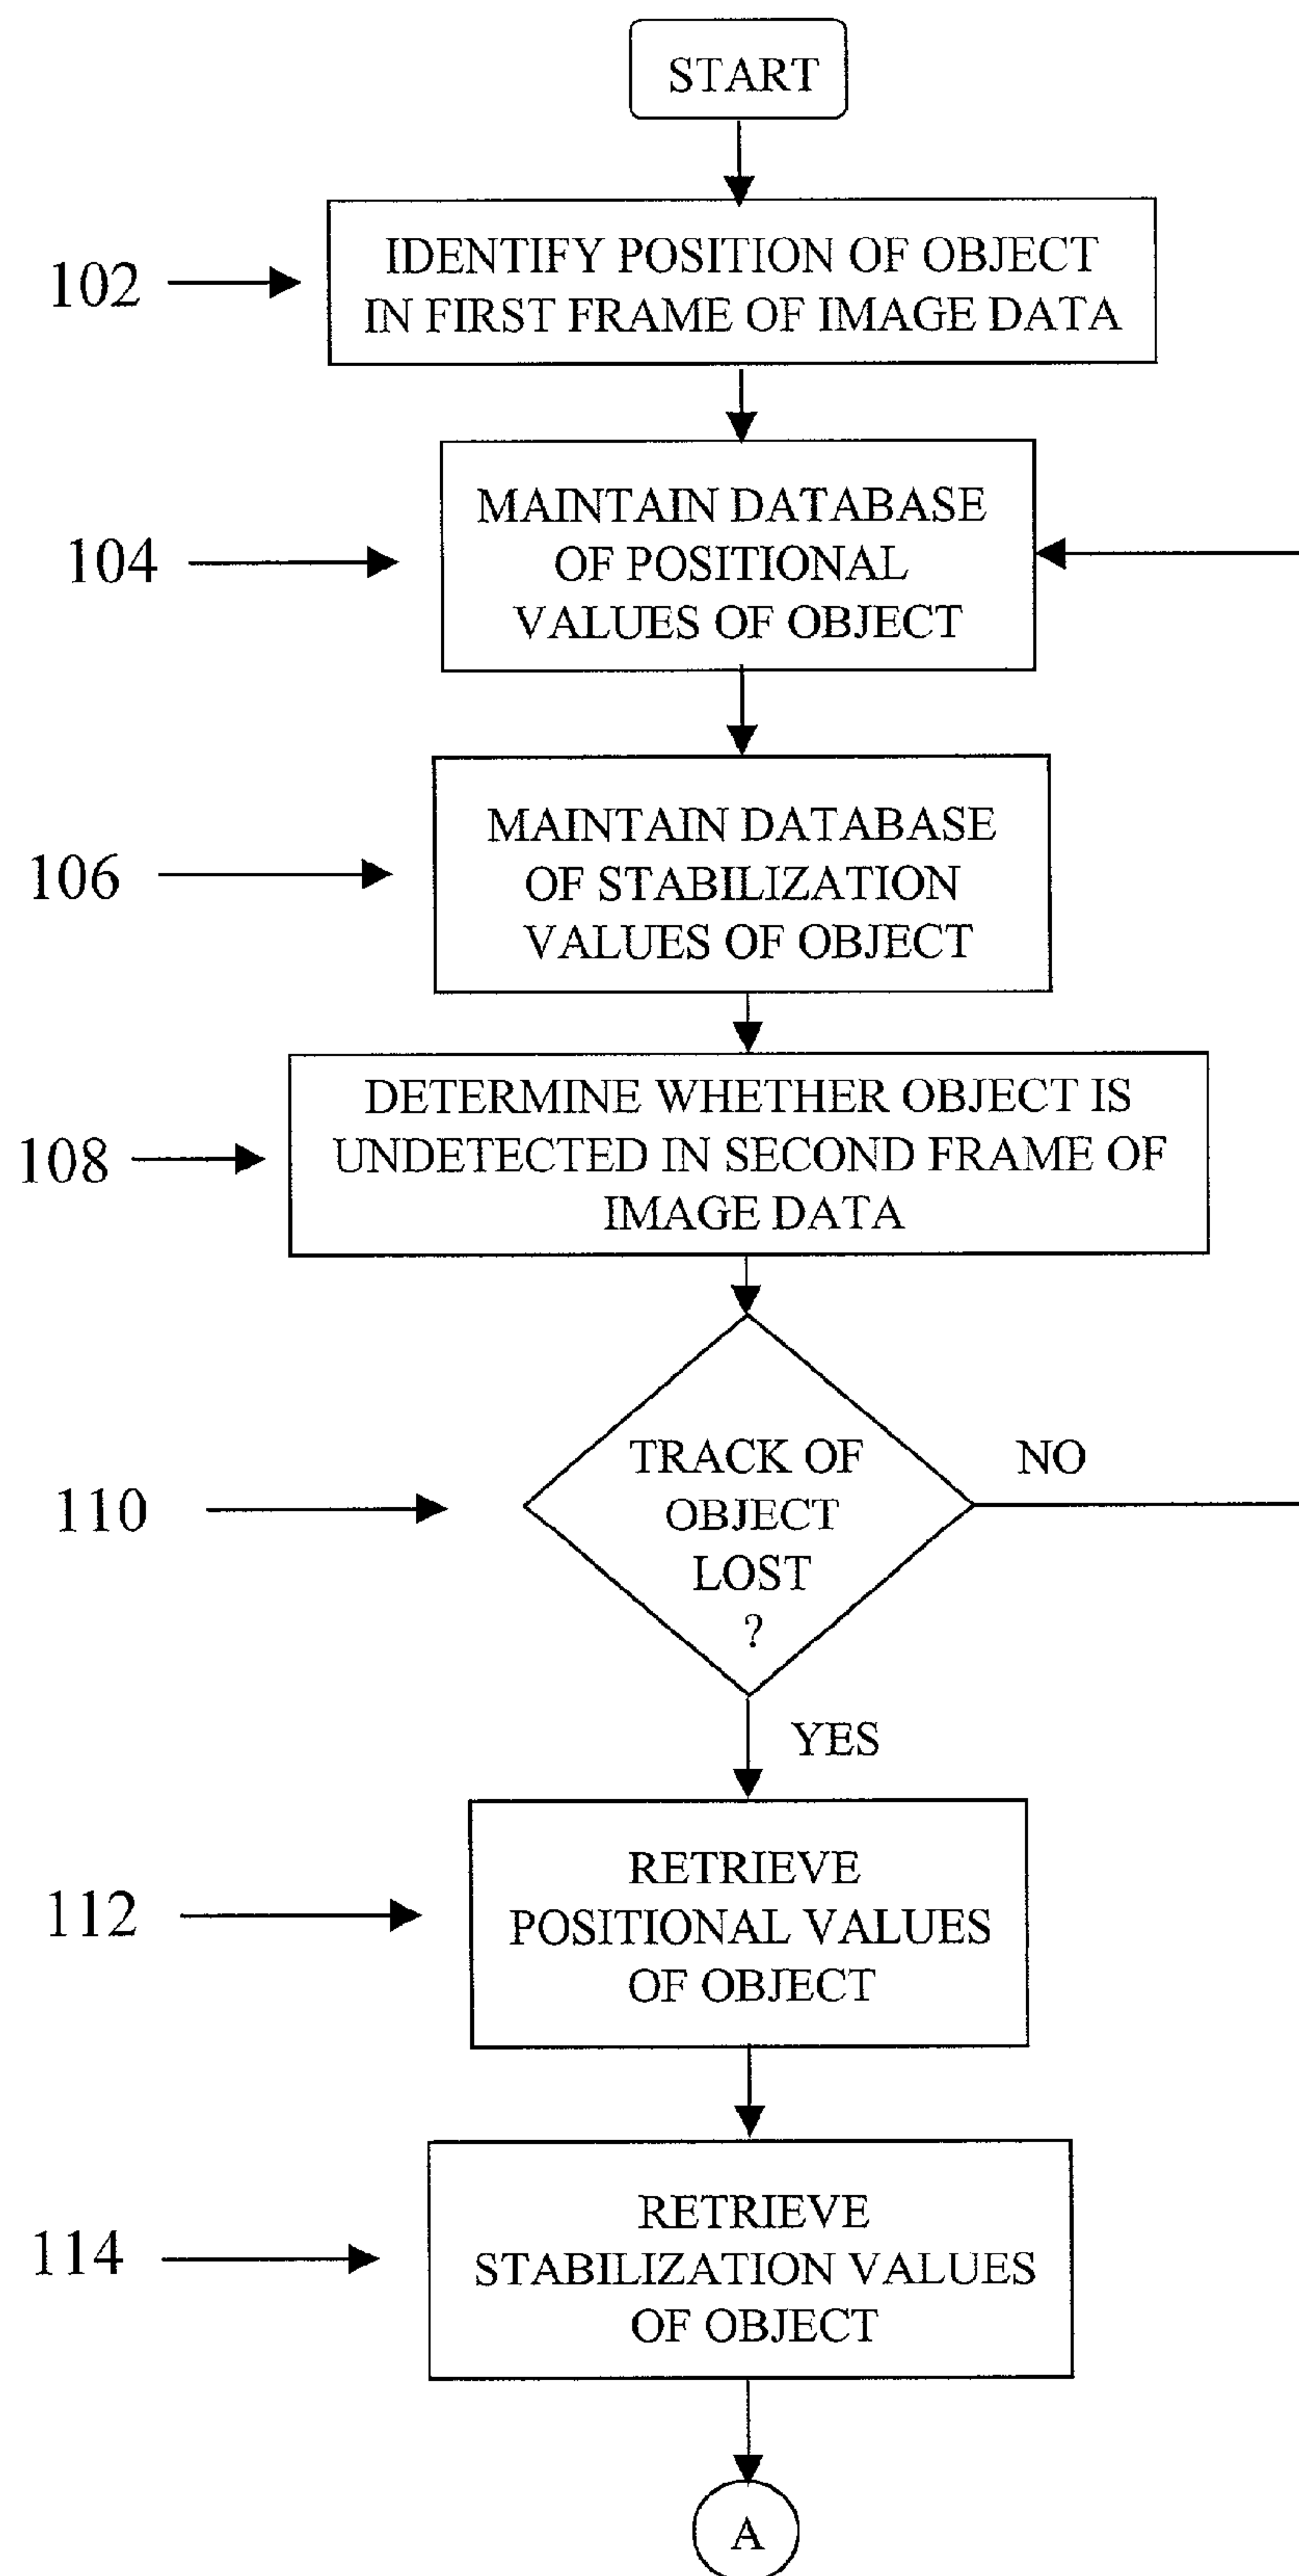 START
102
IDENTIFY POSITION OF OBJECT
IN FIRST FRAME OF IMAGE DATA
104
MAINTAIN DATABASE
OF POSITIONAL
VALUES OF OBJECT
106
MAINTAIN DATABASE
OF STABILIZATION
VALUES OF OBJECT
108
DETERMINE WHETHER OBJECT IS
UNDETECTED IN SECOND FRAME OF
IMAGE DATA
110
TRACK OF
OBJECT
LOST
?
NO
YES
112
RETRIEVE
POSITIONAL VALUES
OF OBJECT
114
RETRIEVE
STABILIZATION VALUES
OF OBJECT
A